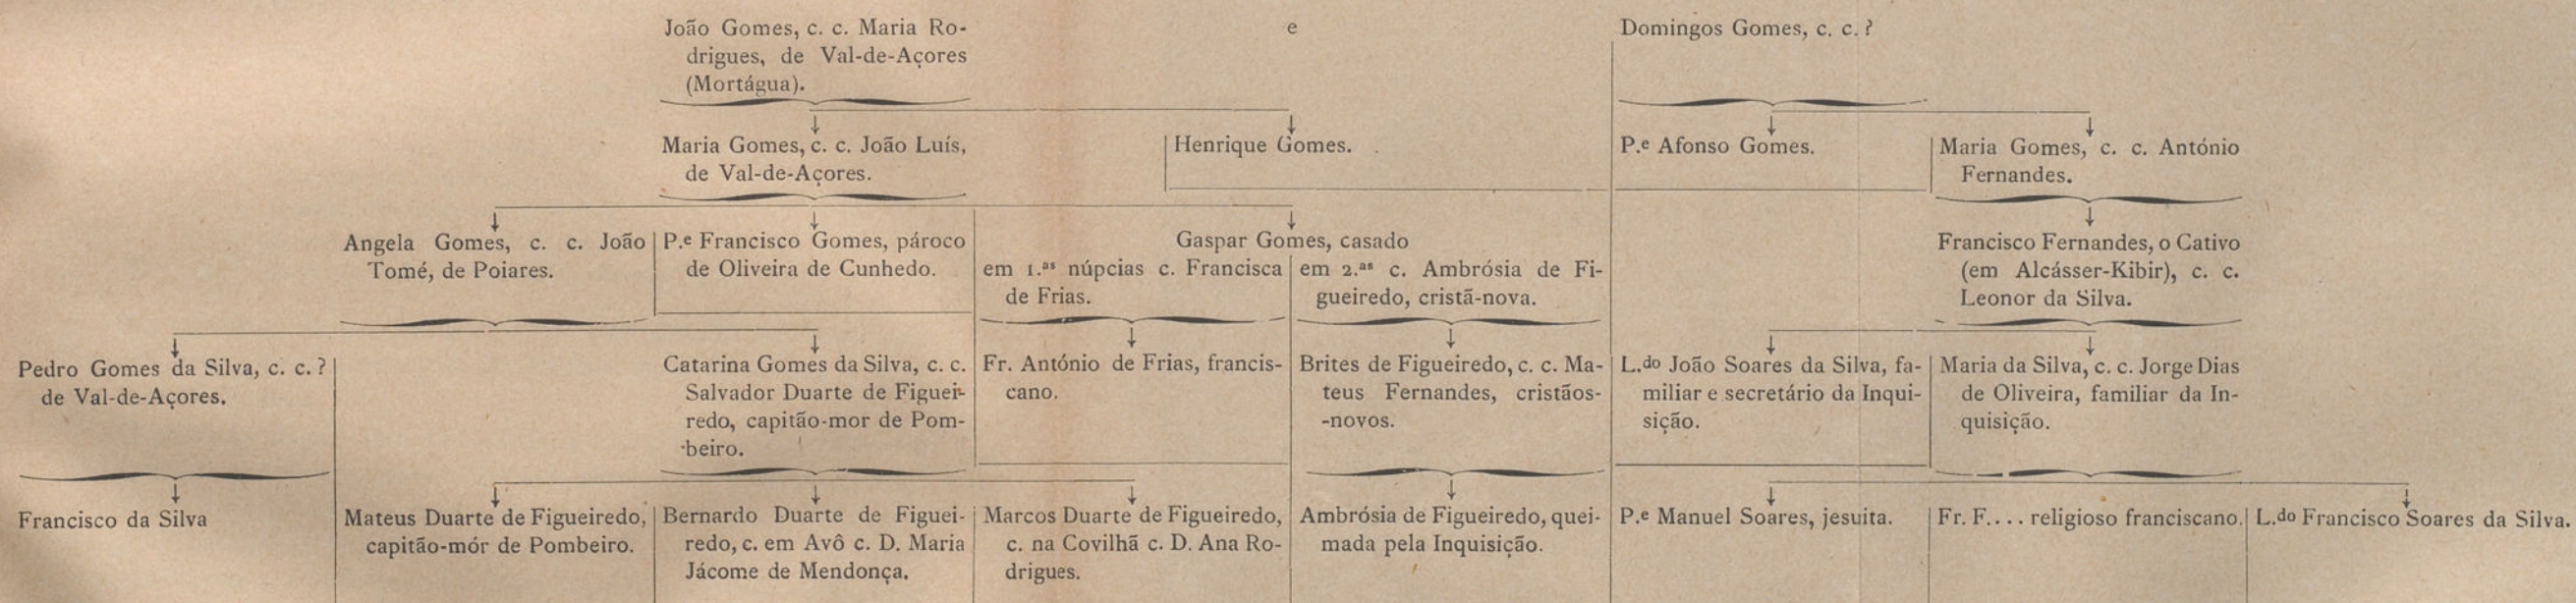 João Gomes, c. c. Maria Ro-
drigues, de Val-de-Açores
(Mortágua).
e
Domingos Gomes, c. c. ?
Maria Gomes, c. c. João Luís,
de Val-de-Açores.
Henrique Gomes.
P.e Afonso Gomes.
Maria Gomes, c. c. António
Fernandes.
Angela Gomes, c. c. João
Tomé, de Poiares.
P.e Francisco Gomes, pároco
de Oliveira de Cunhedo.
Gaspar Gomes, casado
em 1.as núpcias c. Francisca
de Frias.
em 2.as c. Ambrósia de Fi-
gueiredo, cristã-nova.
Francisco Fernandes, o Cativo
(em Alcásser-Kibir), c. c.
Leonor da Silva.
Pedro Gomes da Silva, c. c. ?
de Val-de-Açores.
Catarina Gomes da Silva, c. c.
Salvador Duarte de Figuei-
redo, capitão-mor de Pom-
beiro.
Fr. António de Frias, francis-
cano.
Brites de Figueiredo, c. c. Ma-
teus Fernandes, cristãos-
-novos.
L.do João Soares da Silva, fa-
miliar e secretário da Inqui-
sição.
Maria da Silva, c. c. Jorge Dias
de Oliveira, familiar da In-
quisição.
Francisco da Silva
Mateus Duarte de Figueiredo,
capitão-mór de Pombeiro.
Bernardo Duarte de Figuei-
redo, c. em Avô c. D. Maria
Jácome de Mendonça.
Marcos Duarte de Figueiredo,
c. na Covilhã c. D. Ana Ro-
drigues.
Ambrósia de Figueiredo, quei-
mada pela Inquisição.
P.e Manuel Soares, jesuita.
Fr. F.... religioso franciscano.
L.do Francisco Soares da Silva.